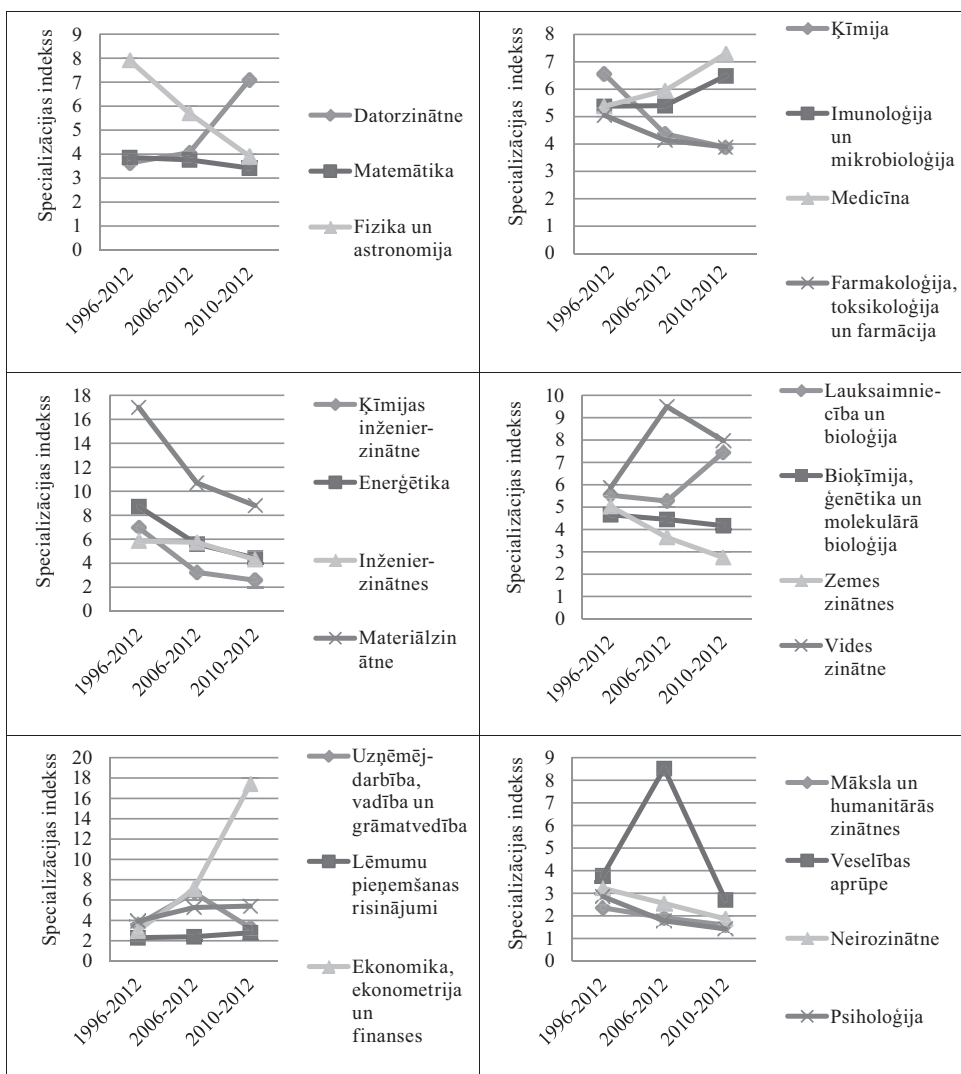 Specializācijas indekss
9
8
7
6
5
4
3
2
1
0
1996-2012
2006-2012
2010-2012
Datorzinātne
Matemātika
Fizika un
astronomija
Specializācijas indekss
8
7
6
5
4
3
2
1
0
1996-2012
2006-2012
2010-2012
Ķīmija
Imunoloģija
un
mikrobioloģija
Medicīna
Farmakoloģija,
toksikoloģija
un farmācija
Specializācijas indekss
18
16
14
12
10
8
6
4
2
0
1996-2012
2006-2012
2010-2012
Ķīmijas
inženier-
zinātne
Enerģētika
Inženier-
zinātnes
Materiālzin
ātne
Specializācijas indekss
10
9
8
7
6
5
4
3
2
1
0
1996-2012
2006-2012
2010-2012
Lauksaimnie-
cība un
bioloģija
Bioķīmija,
ģenētika un
molekulārā
bioloģija
Zemes
zinātnes
Vides
zinātne
Specializācijas indekss
20
18
16
14
12
10
8
6
4
2
0
1996-2012
2006-2012
2010-2012
Uzņēmēj-
darbība,
vadība un
grāmatvedība
Lēmumu
pieņemšanas
risinājumi
Ekonomika,
ekonometrija
un
finanses
Specializācijas indekss
9
8
7
6
5
4
3
2
1
0
1996-2012
2006-2012
2010-2012
Māksla un
humanitārās
zinātnes
Veselības
aprūpe
Neirozinātne
Psiholoģija